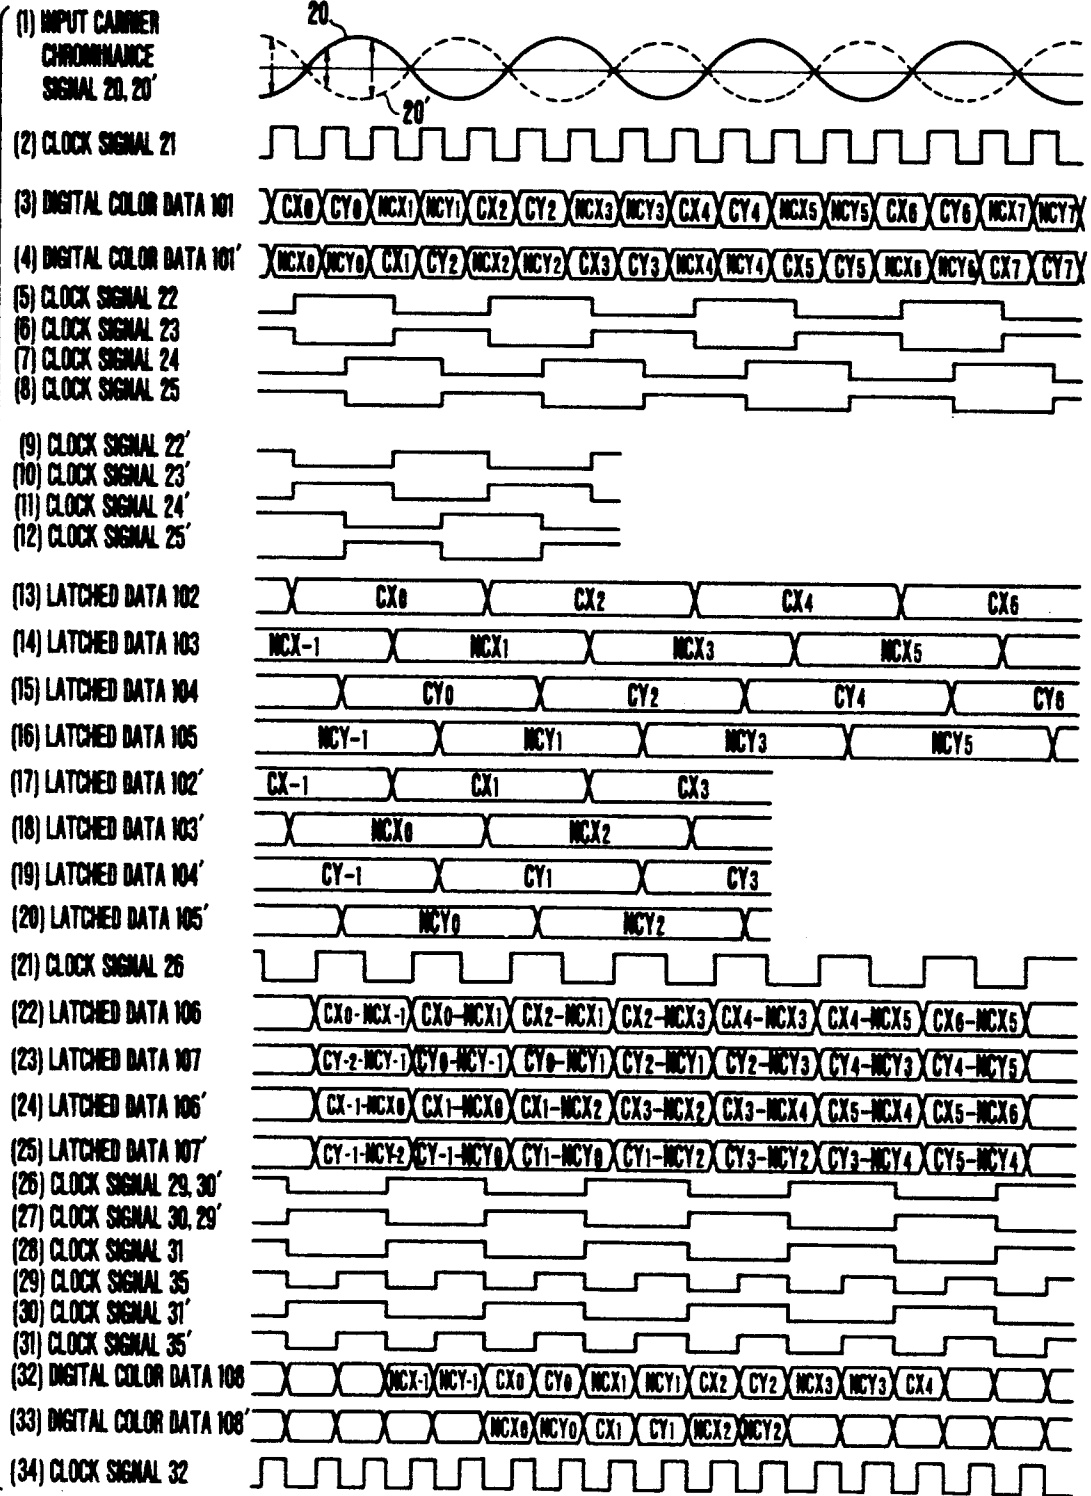 (1) INPUT CARRIER
CHROMINANCE
SIGNAL 20, 20'
20
20'
(2) CLOCK SIGNAL 21
(3) DIGITAL COLOR DATA 101 CX0 CY0 NCX1 NCY1 CX2 CY2 NCX3 NCY3 CX4 CY4 NCX5 NCY5 CX6 CY6 NCX7 NCY7
(4) DIGITAL COLOR DATA 101' NCX0 NCY0 CX1 CY2 NCX2 NCY2 CX3 CY3 NCX4 NCY4 CX5 CY5 NCX6 NCY6 CX7 CY7
(5) CLOCK SIGNAL 22
(6) CLOCK SIGNAL 23
(7) CLOCK SIGNAL 24
(8) CLOCK SIGNAL 25
(9) CLOCK SIGNAL 22'
(10) CLOCK SIGNAL 23'
(11) CLOCK SIGNAL 24'
(12) CLOCK SIGNAL 25'
(13) LATCHED DATA 102 CX0 CX2 CX4 CX6
(14) LATCHED DATA 103 NCX-1 NCX1 NCX3 NCX5
(15) LATCHED DATA 104 CY0 CY2 CY4 CY6
(16) LATCHED DATA 105 NCY-1 NCY1 NCY3 NCY5
(17) LATCHED DATA 102' CX-1 CX1 CX3
(18) LATCHED DATA 103' NCX0 NCX2
(19) LATCHED DATA 104' CY-1 CY1 CY3
(20) LATCHED DATA 105' NCY0 NCY2
(21) CLOCK SIGNAL 26
(22) LATCHED DATA 106 CX0-NCX-1 CX0-NCX1 CX2-NCX1 CX2-NCX3 CX4-NCX3 CX4-NCX5 CX6-NCX5
(23) LATCHED DATA 107 CY-2-NCY-1 CY0-NCY-1 CY0-NCY1 CY2-NCY1 CY2-NCY3 CY4-NCY3 CY4-NCY5
(24) LATCHED DATA 106' CX-1-NCX0 CX1-NCX0 CX1-NCX2 CX3-NCX2 CX3-NCX4 CX5-NCX4 CX5-NCX6
(25) LATCHED DATA 107' CY-1-NCY-2 CY-1-NCY0 CY1-NCY0 CY1-NCY2 CY3-NCY2 CY3-NCY4 CY5-NCY4
(26) CLOCK SIGNAL 29, 30'
(27) CLOCK SIGNAL 30, 29'
(28) CLOCK SIGNAL 31
(29) CLOCK SIGNAL 35
(30) CLOCK SIGNAL 31'
(31) CLOCK SIGNAL 35'
(32) DIGITAL COLOR DATA 108 NCX-1 NCY-1 CX0 CY0 NCX1 NCY1 CX2 CY2 NCX3 NCY3 CX4
(33) DIGITAL COLOR DATA 108' NCX0 NCY0 CX1 CY1 NCX2 NCY2
(34) CLOCK SIGNAL 32